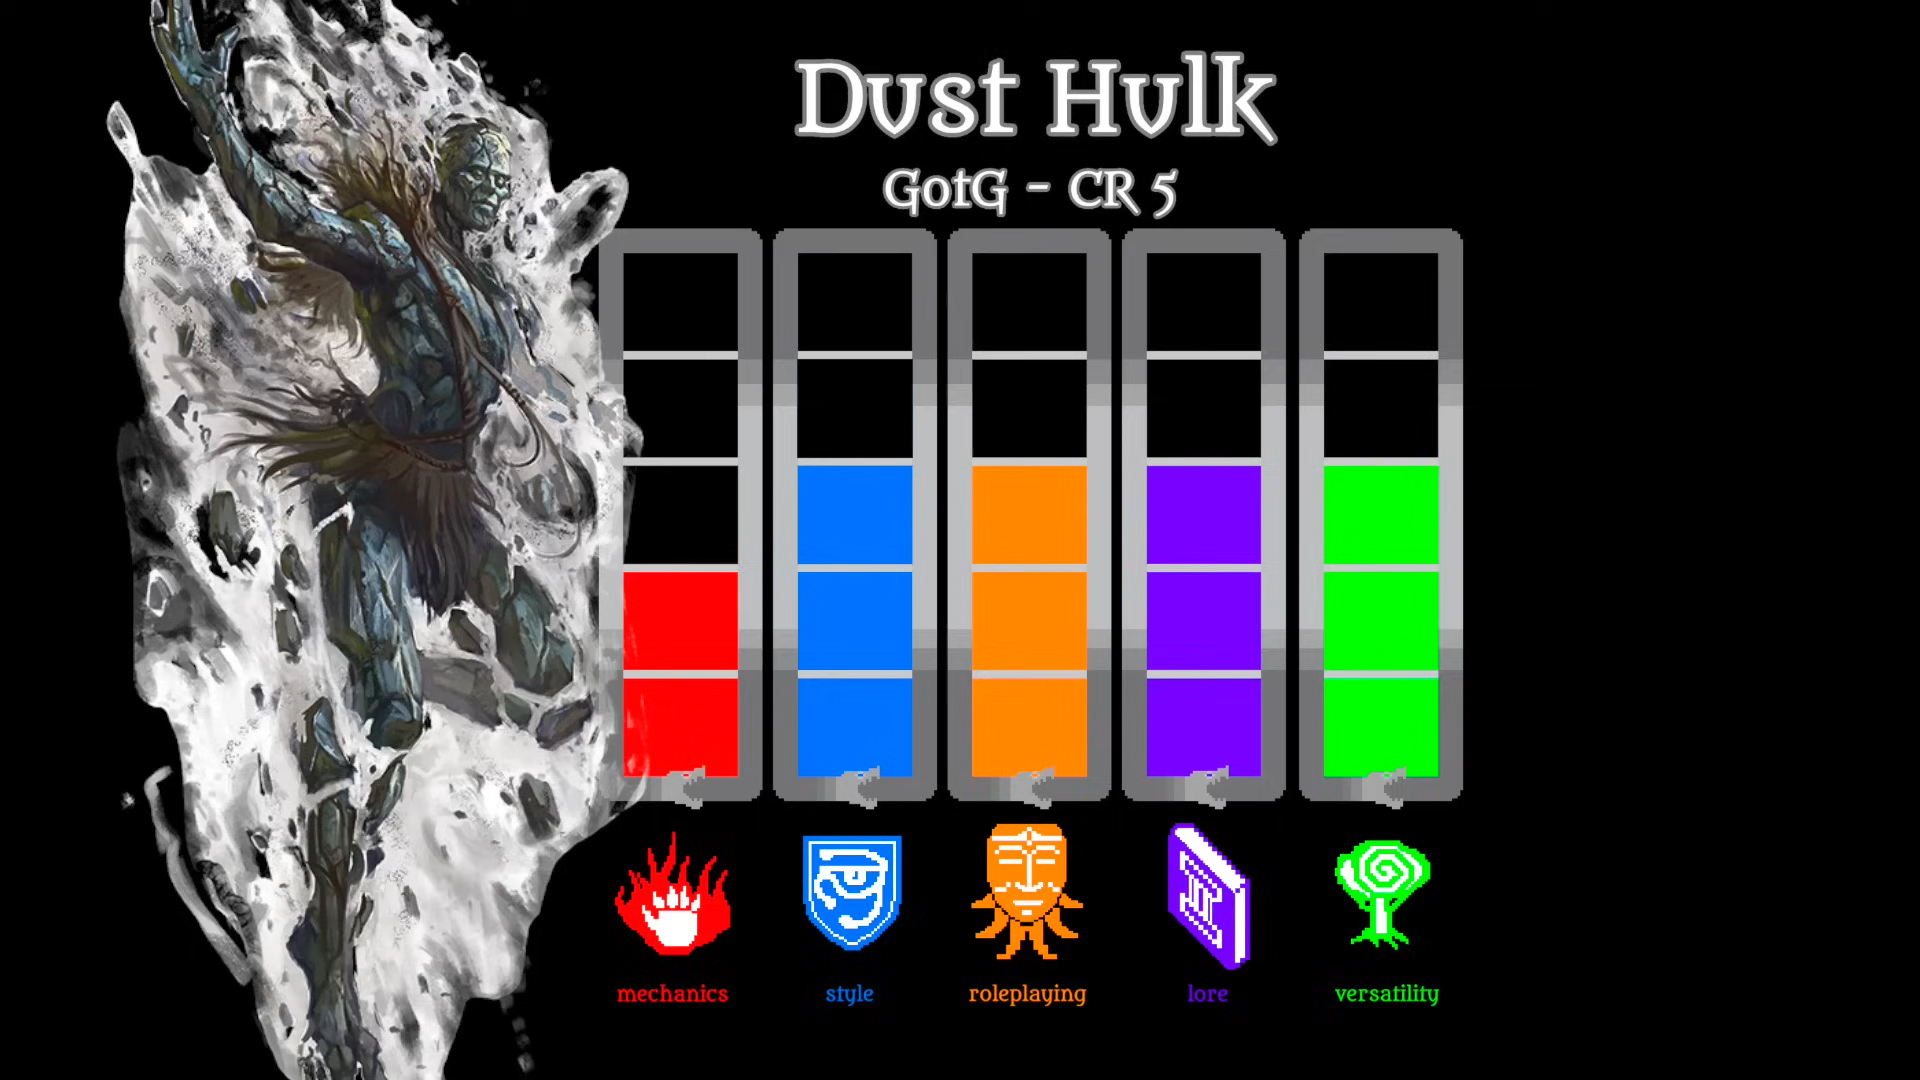 Dust Hulk
GotG - CR 5
mechanics
style
roleplaying
lore
versatility